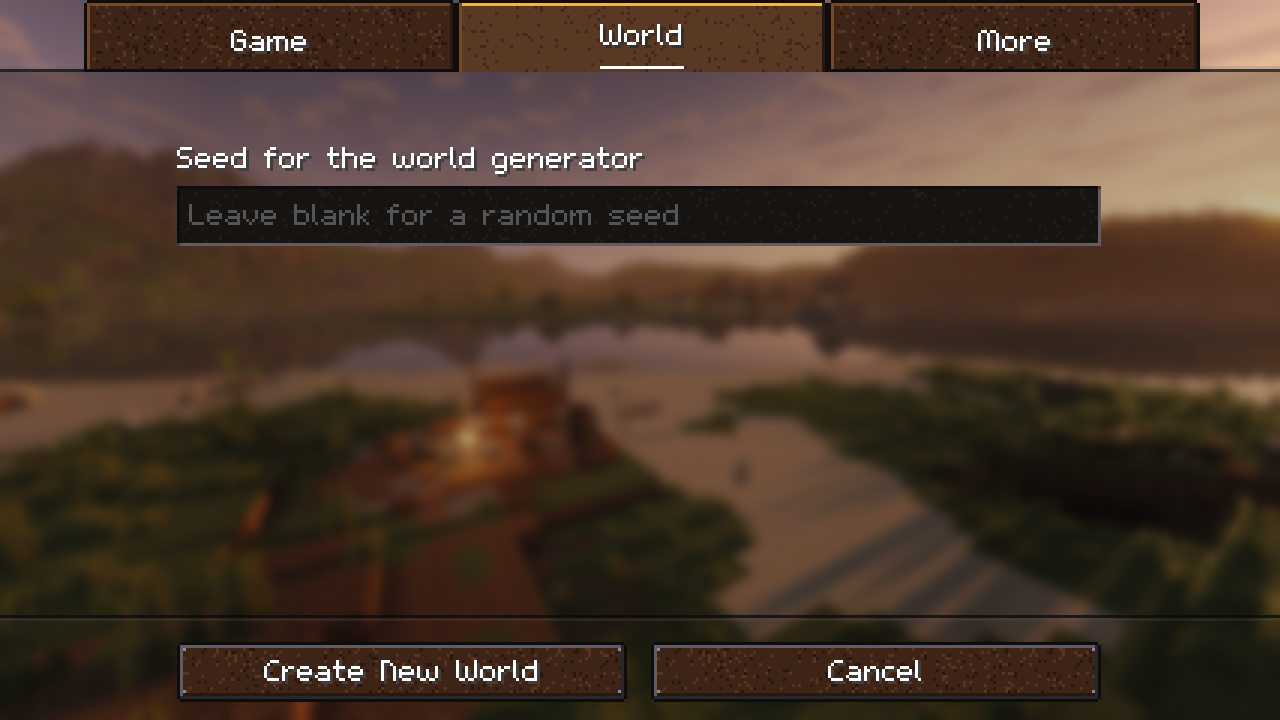 Game
World
More
Seed for the world generator
Leave blank for a random seed
Create New World
Cancel